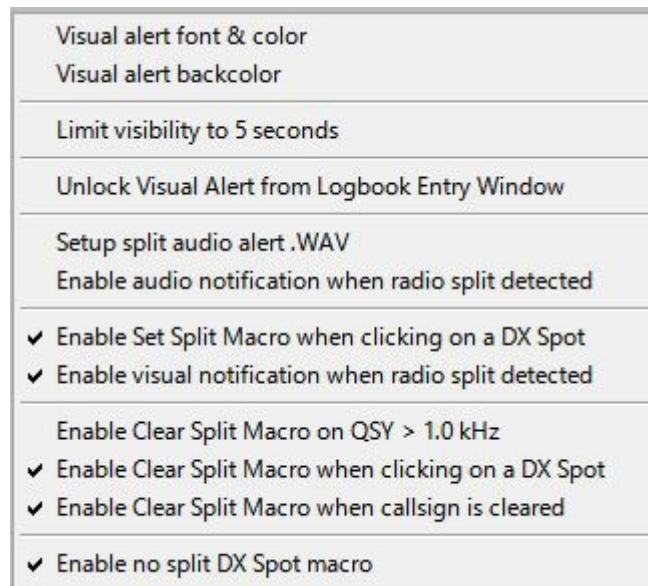 Visual alert font & color
Visual alert backcolor
Limit visibility to 5 seconds
Unlock Visual Alert from Logbook Entry Window
Setup split audio alert .WAV
Enable audio notification when radio split detected
Enable Set Split Macro when clicking on a DX Spot
Enable visual notification when radio split detected
Enable Clear Split Macro on QSY > 1.0 kHz
Enable Clear Split Macro when clicking on a DX Spot
Enable Clear Split Macro when callsign is cleared
Enable no split DX Spot macro